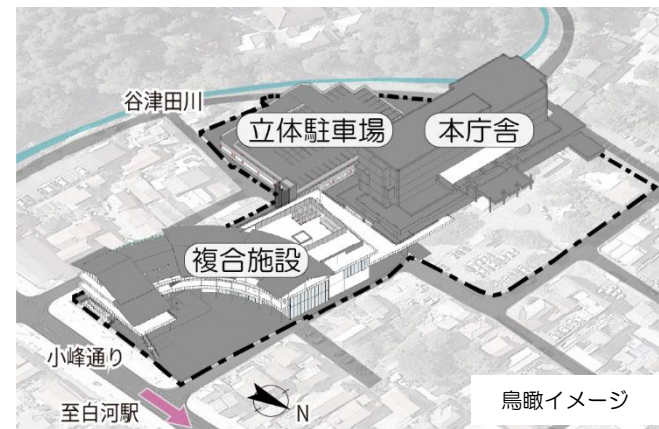 谷津田川
立体駐車場
本庁舎
複合施設
小峰通り
至白河駅
N
鳥瞰イメージ